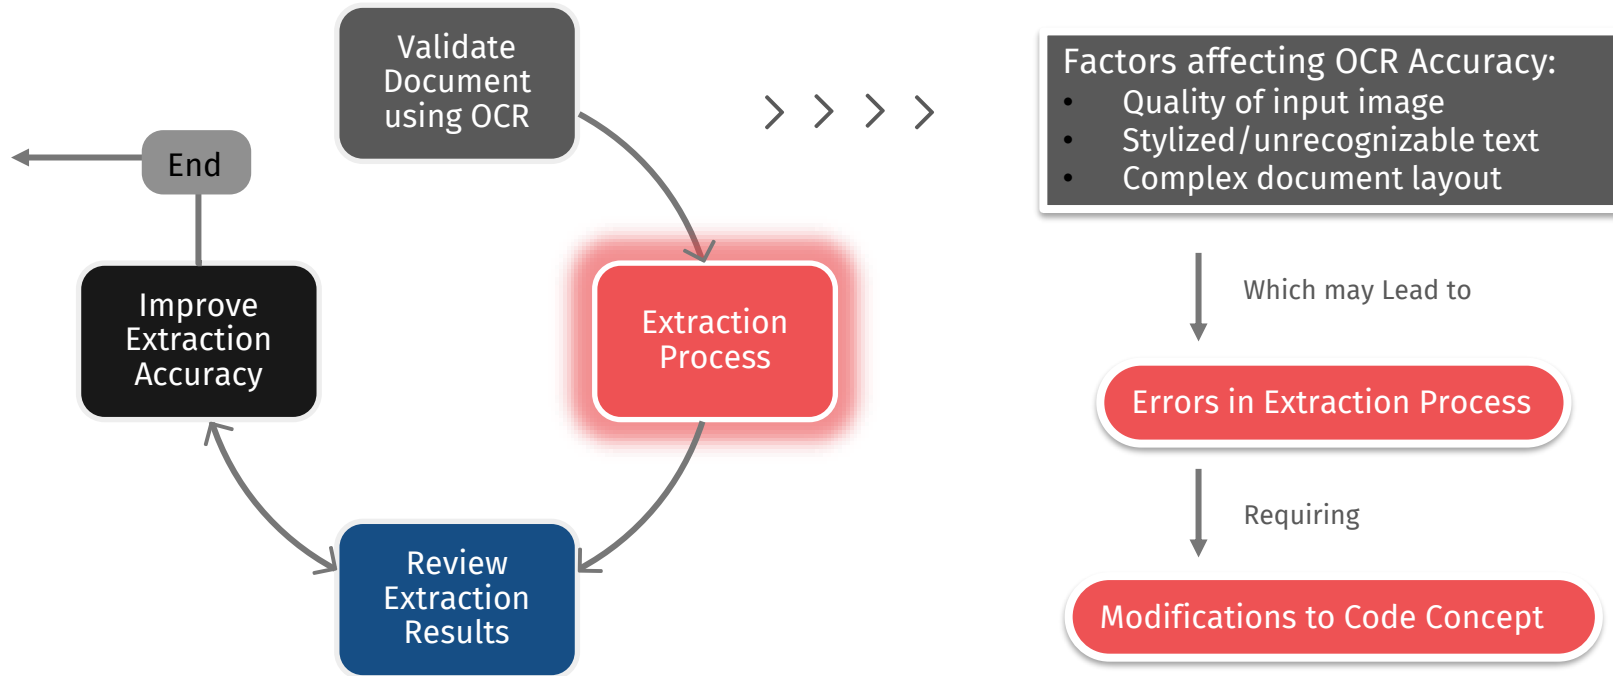 Validate
Document
using OCR
End
Improve
Extraction
Accuracy
Extraction
Process
Review
Extraction
Results
Factors affecting OCR Accuracy:
• Quality of input image
• Stylized/unrecognizable text
• Complex document layout
Which may Lead to
Errors in Extraction Process
Requiring
Modifications to Code Concept